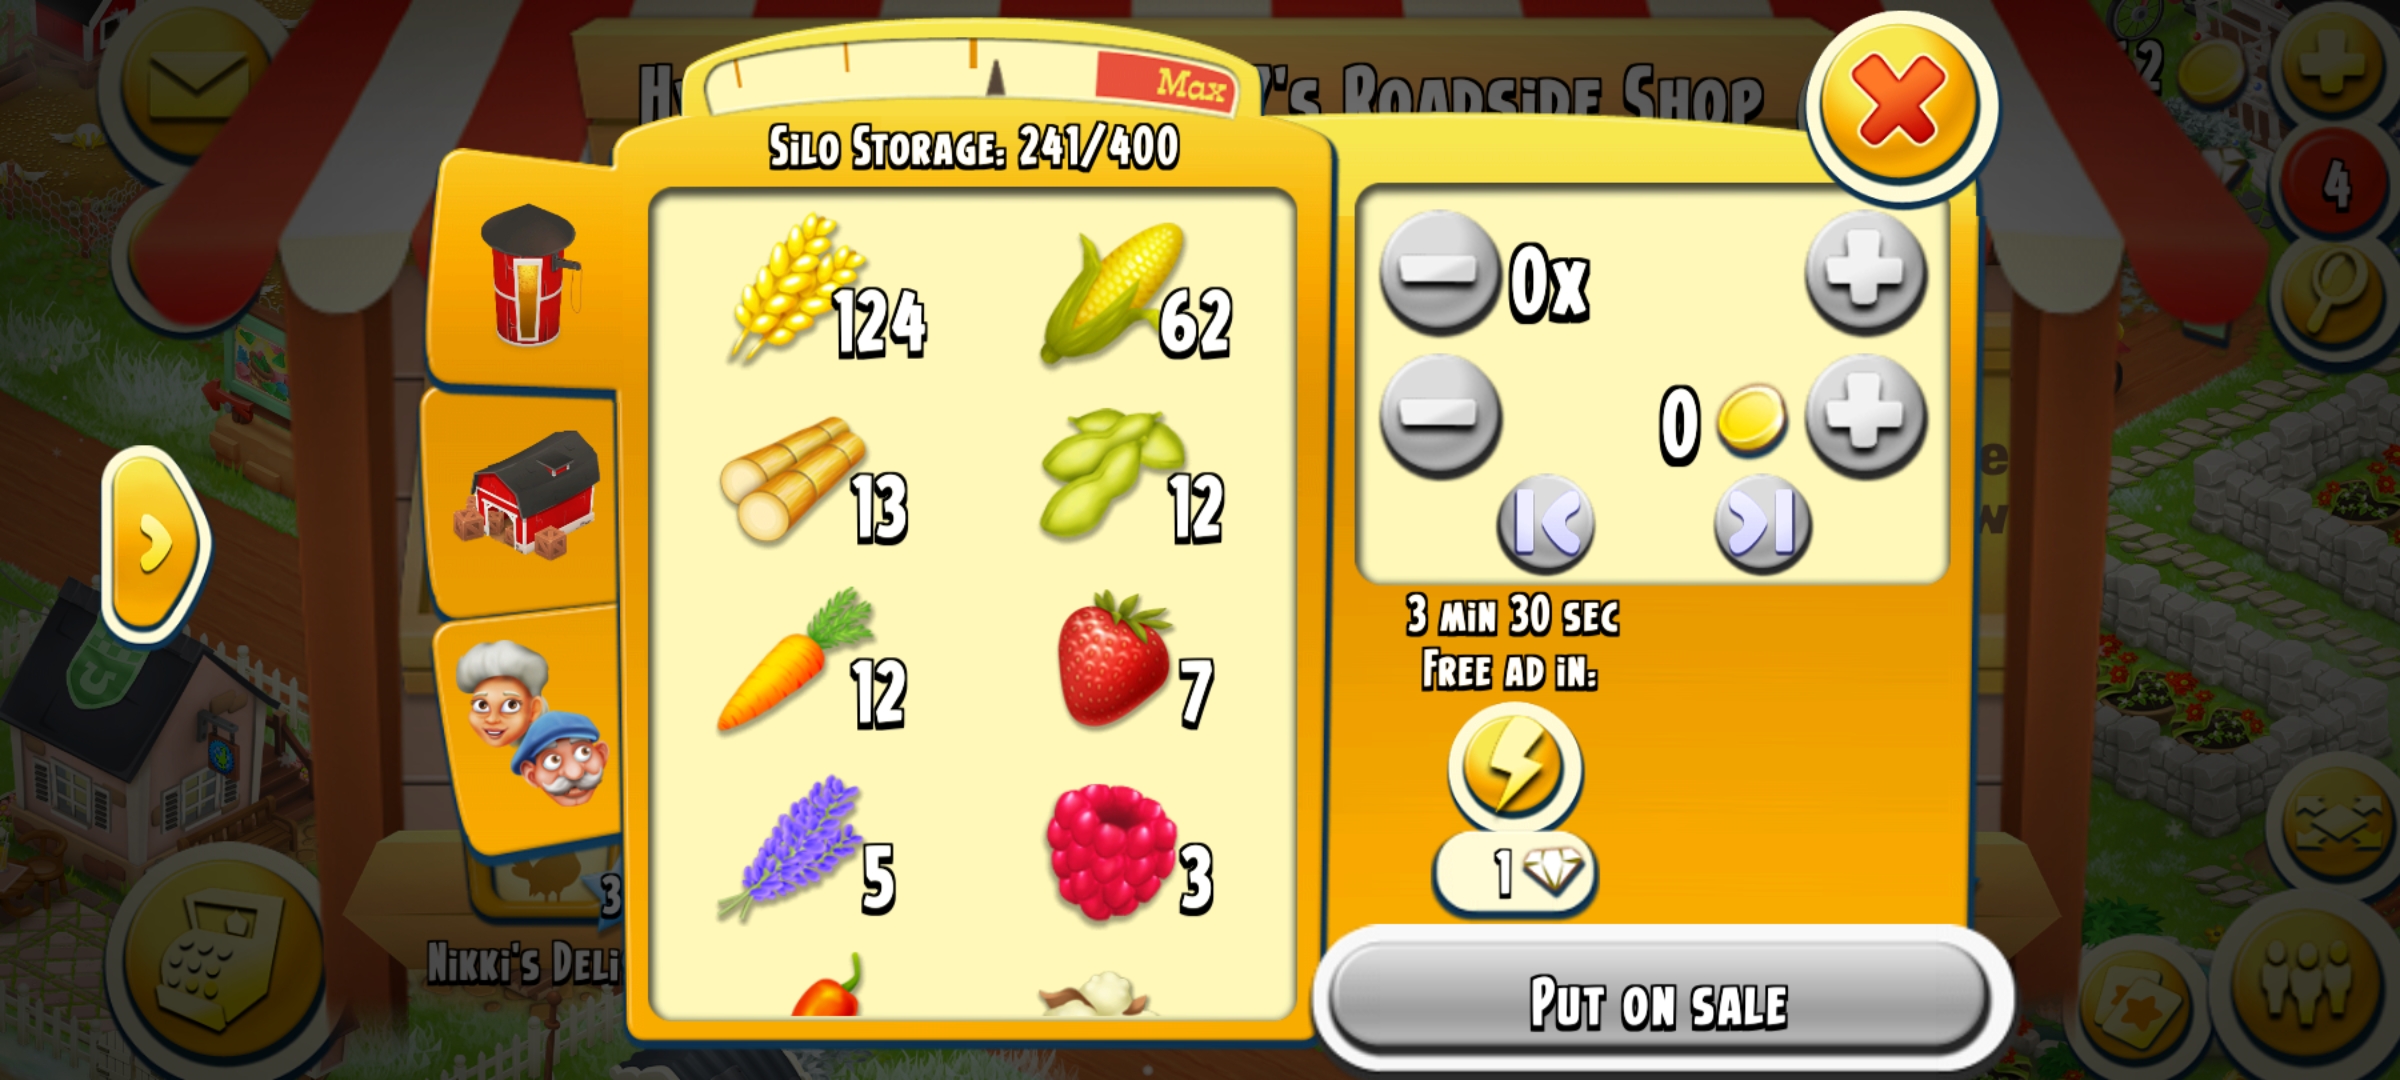 's Roadside Shop
Max
Silo Storage: 241/400
124
62
13
12
12
7
5
3
0x
0
3 min 30 sec
Free ad in:
1
Put on sale
4
3
Nikki's Deli